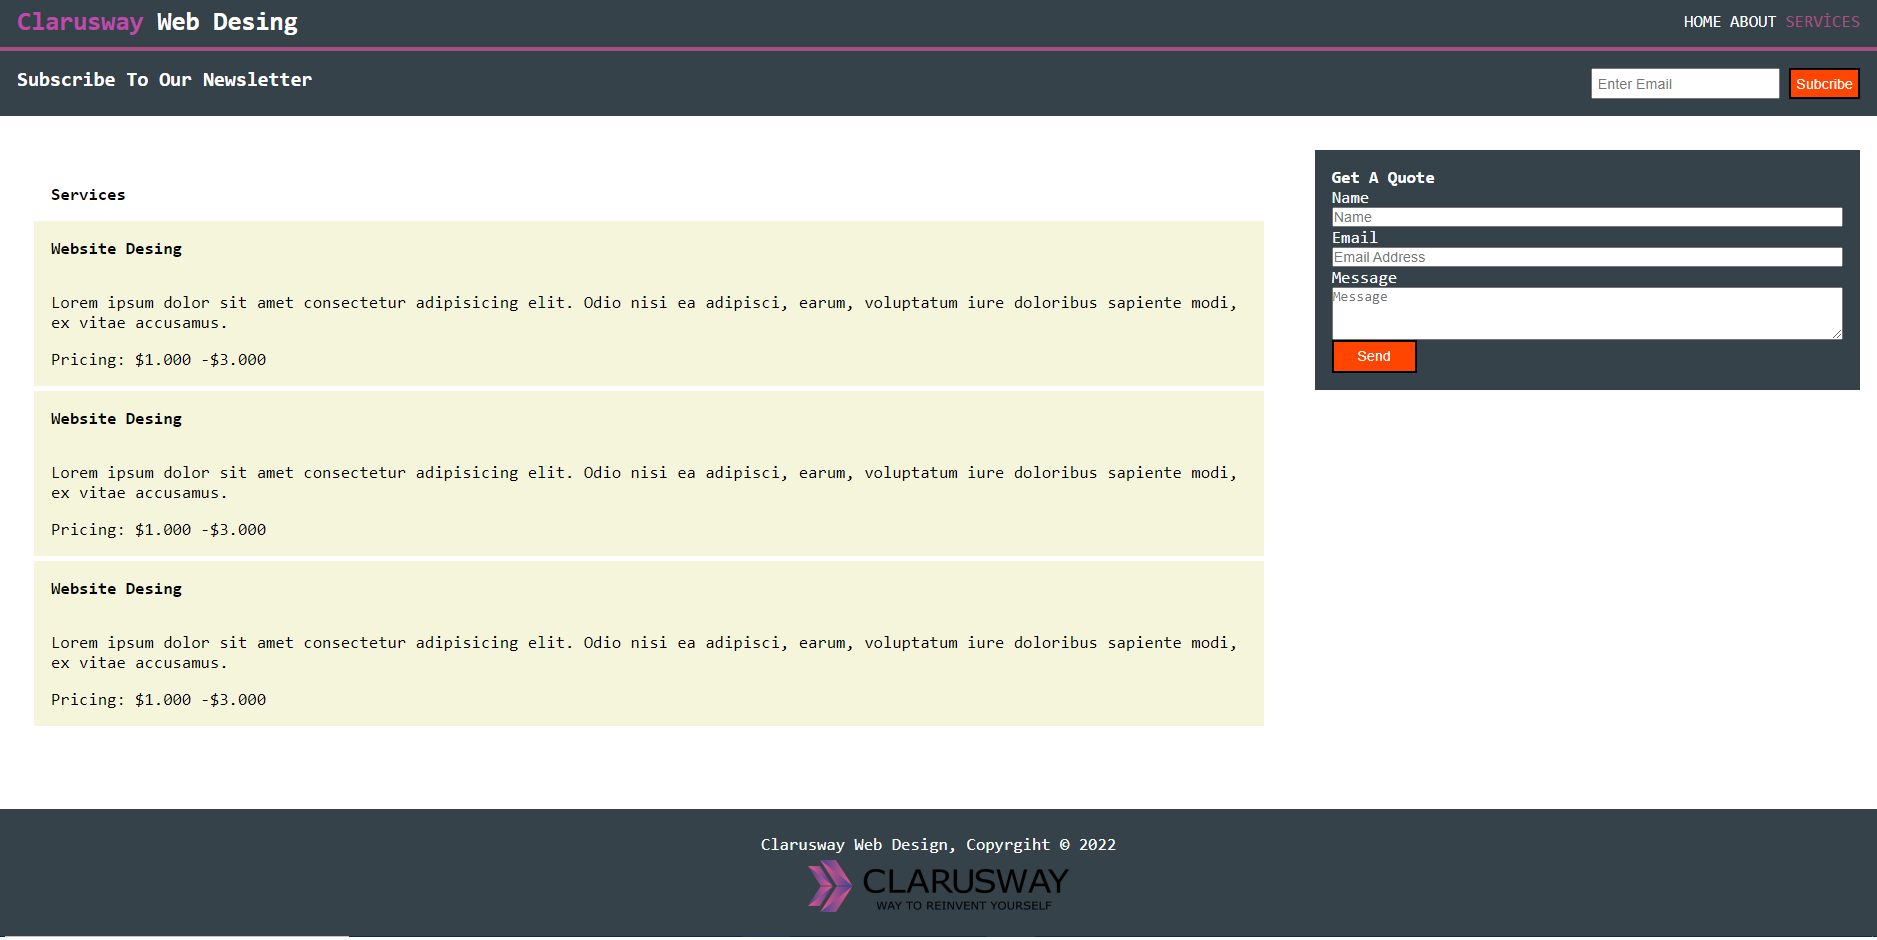 Clarusway Web Desing
HOME ABOUT SERVİCES
Subscribe To Our Newsletter
Enter Email
Subcribe
Services
Website Desing
Lorem ipsum dolor sit amet consectetur adipisicing elit. Odio nisi ea adipisci, earum, voluptatum iure doloribus sapiente modi,
ex vitae accusamus.
Pricing: $1.000 -$3.000
Website Desing
Lorem ipsum dolor sit amet consectetur adipisicing elit. Odio nisi ea adipisci, earum, voluptatum iure doloribus sapiente modi,
ex vitae accusamus.
Pricing: $1.000 -$3.000
Website Desing
Lorem ipsum dolor sit amet consectetur adipisicing elit. Odio nisi ea adipisci, earum, voluptatum iure doloribus sapiente modi,
ex vitae accusamus.
Pricing: $1.000 -$3.000
Get A Quote
Name
Name
Email
Email Address
Message
Message
Send
Clarusway Web Design, Copyrgiht © 2022
CLARUSWAY
WAY TO REINVENT YOURSELF